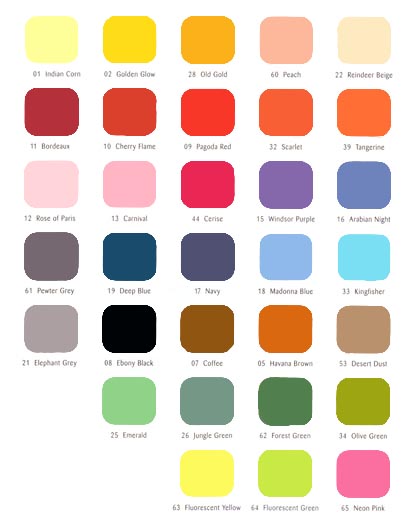 01 Indian Corn
02 Golden Glow
28 Old Gold
60 Peach
22 Reindeer Beige
11 Bordeaux
10 Cherry Flame
09 Pagoda Red
32 Scarlet
39 Tangerine
12 Rose of Paris
13 Carnival
44 Cerise
15 Windsor Purple
16 Arabian Night
61 Pewter Grey
19 Deep Blue
17 Navy
18 Madonna Blue
33 Kingfisher
21 Elephant Grey
08 Ebony Black
07 Coffee
05 Havana Brown
53 Desert Dust
25 Emerald
26 Jungle Green
62 Forest Green
34 Olive Green
63 Fluorescent Yellow
64 Fluorescent Green
65 Neon Pink